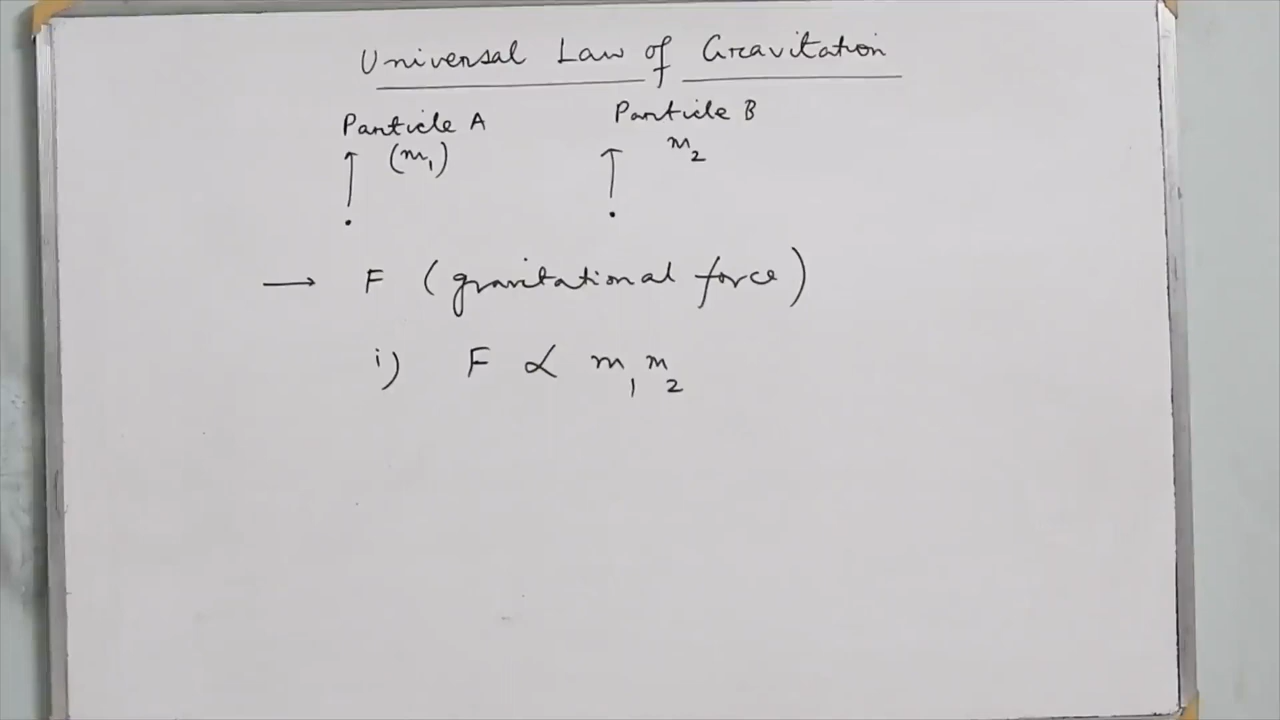 Universal Law of Gravitation
Particle A Particle B
(m₁) m₂
→ F (gravitational force)
i) F ∝ m₁m₂